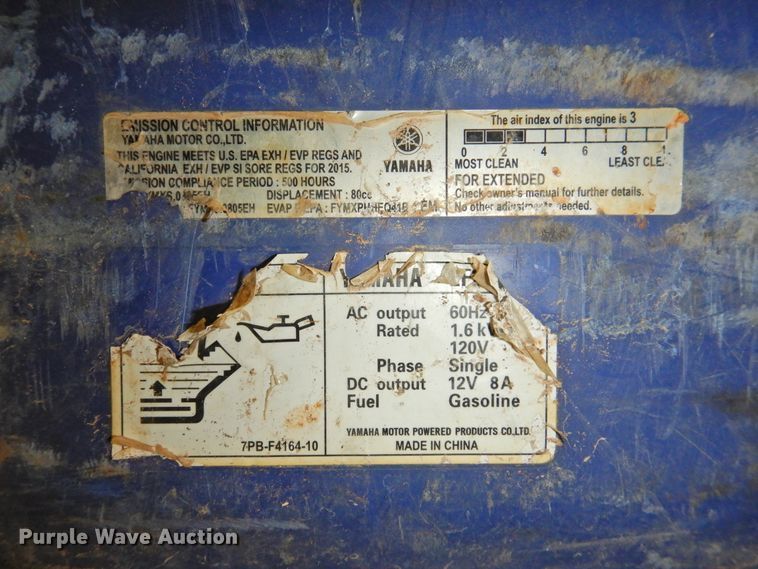 EMISSION CONTROL INFORMATION
YAMAHA MOTOR CO.,LTD.
THIS ENGINE MEETS U.S. EPA EXH / EVP REGS AND
CALIFORNIA EXH / EVP SI SORE REGS FOR 2015.
COMPLIANCE PERIOD : 500 HOURS
DISPLACEMENT : 80cc
EVAP
YAMAHA
The air index of this engine is 3
0 2 4 6 8
MOST CLEAN LEAST
FOR EXTENDED
Check owner's manual for further details.
No other adjustments needed.
YAMAHA
AC output 60Hz
Rated 1.6
120V
Phase Single
DC output 12V 8A
Fuel Gasoline
YAMAHA MOTOR POWERED PRODUCTS CO.,LTD.
MADE IN CHINA
7PB-F4164-10
Purple Wave Auction